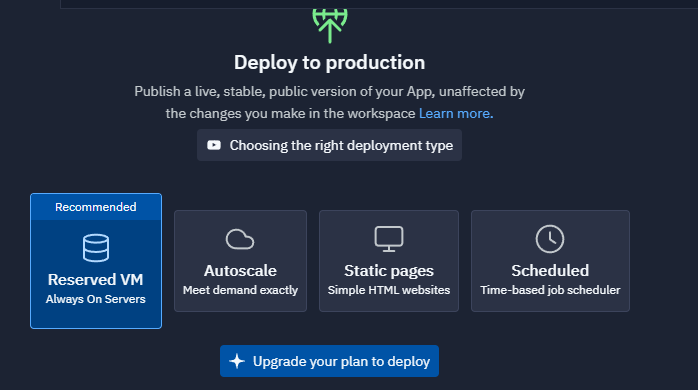 Deploy to production
Publish a live, stable, public version of your App, unaffected by
the changes you make in the workspace Learn more.
Choosing the right deployment type
Recommended
Reserved VM
Always On Servers
Autoscale
Meet demand exactly
Static pages
Simple HTML websites
Scheduled
Time-based job scheduler
Upgrade your plan to deploy